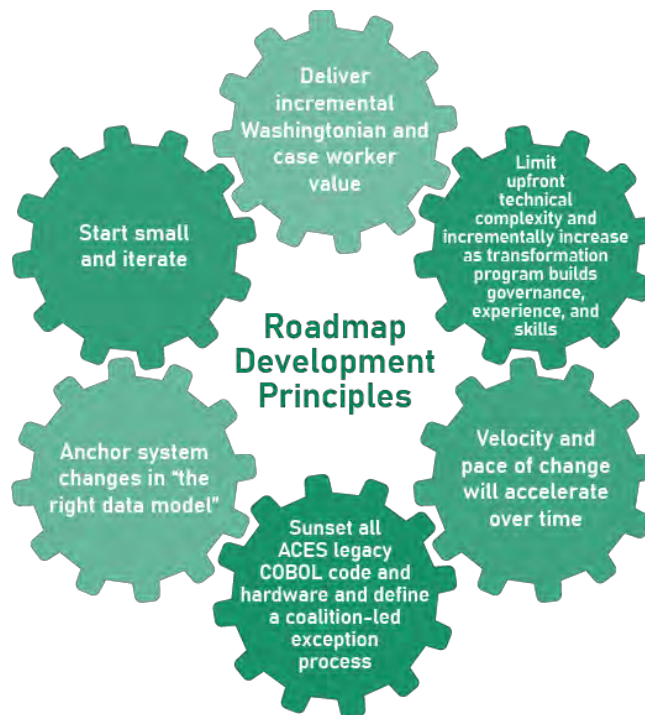 Deliver
incremental
Washingtonian and
case worker
value
Limit
upfront
technical
complexity and
incrementally increase
as transformation
program builds
governance,
experience, and
skills
Velocity and
pace of change
will accelerate
over time
Sunset all
ACES legacy
COBOL code and
hardware and define
a coalition-led
exception
process
Anchor system
changes in "the
right data model"
Start small
and iterate
Roadmap
Development
Principles